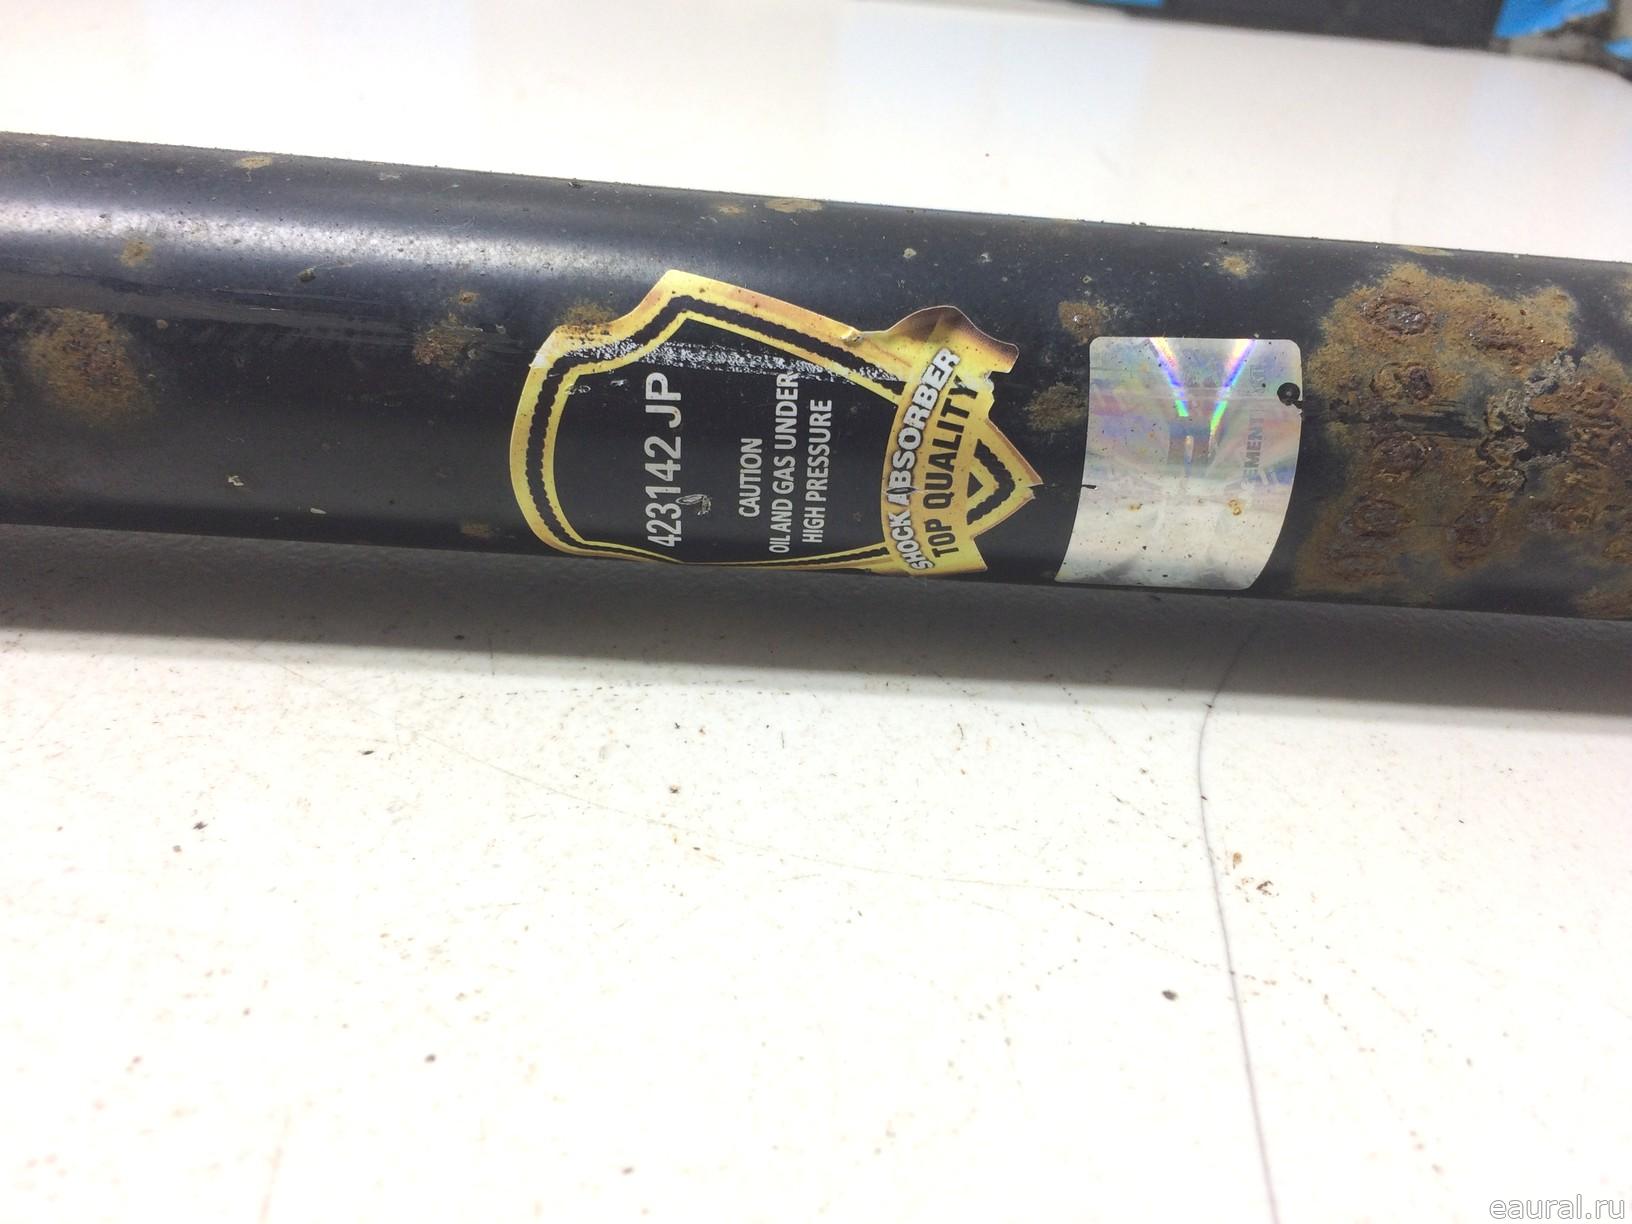 423142 JP
CAUTION
OIL AND GAS UNDER
HIGH PRESSURE
SHOCK ABSORBER
TOP QUALITY
eaural.ru